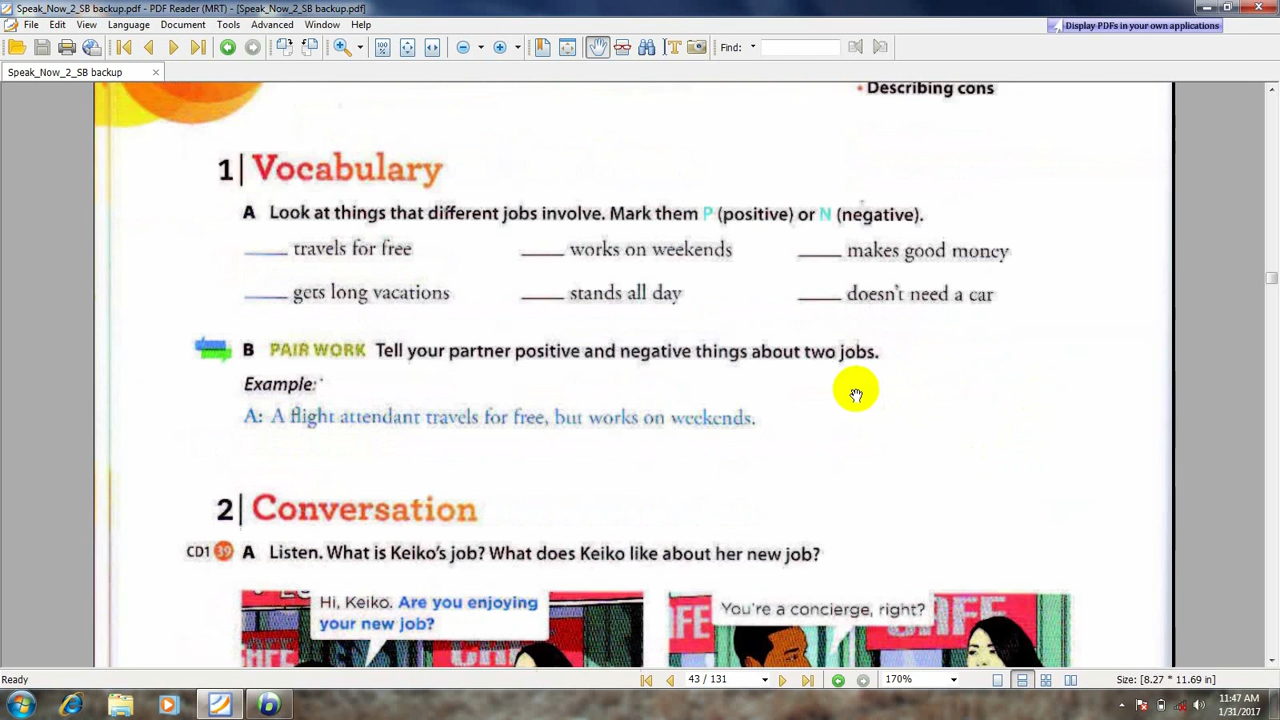 Speak_Now_2_SB backup.pdf - PDF Reader (MRT) - [Speak_Now_2_SB backup.pdf]
File Edit View Language Document Tools Advanced Window Help
Display PDFs in your own applications
Find:
Speak_Now_2_SB backup
• Describing cons
1 | Vocabulary
A Look at things that different jobs involve. Mark them P (positive) or N (negative).
____ travels for free ____ works on weekends ____ makes good money
____ gets long vacations ____ stands all day ____ doesn't need a car
B PAIR WORK Tell your partner positive and negative things about two jobs.
Example:
A: A flight attendant travels for free, but works on weekends.
2 | Conversation
CD1 39 A Listen. What is Keiko's job? What does Keiko like about her new job?
Hi, Keiko. Are you enjoying
your new job?
You're a concierge, right?
CAFE
CAFE
Ready 43 / 131 170% Size: [8.27 * 11.69 in]
11:47 AM
1/31/2017